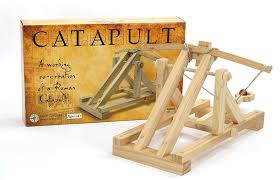 CATAPULT
A working
re-creation
of a Roman
Catapult